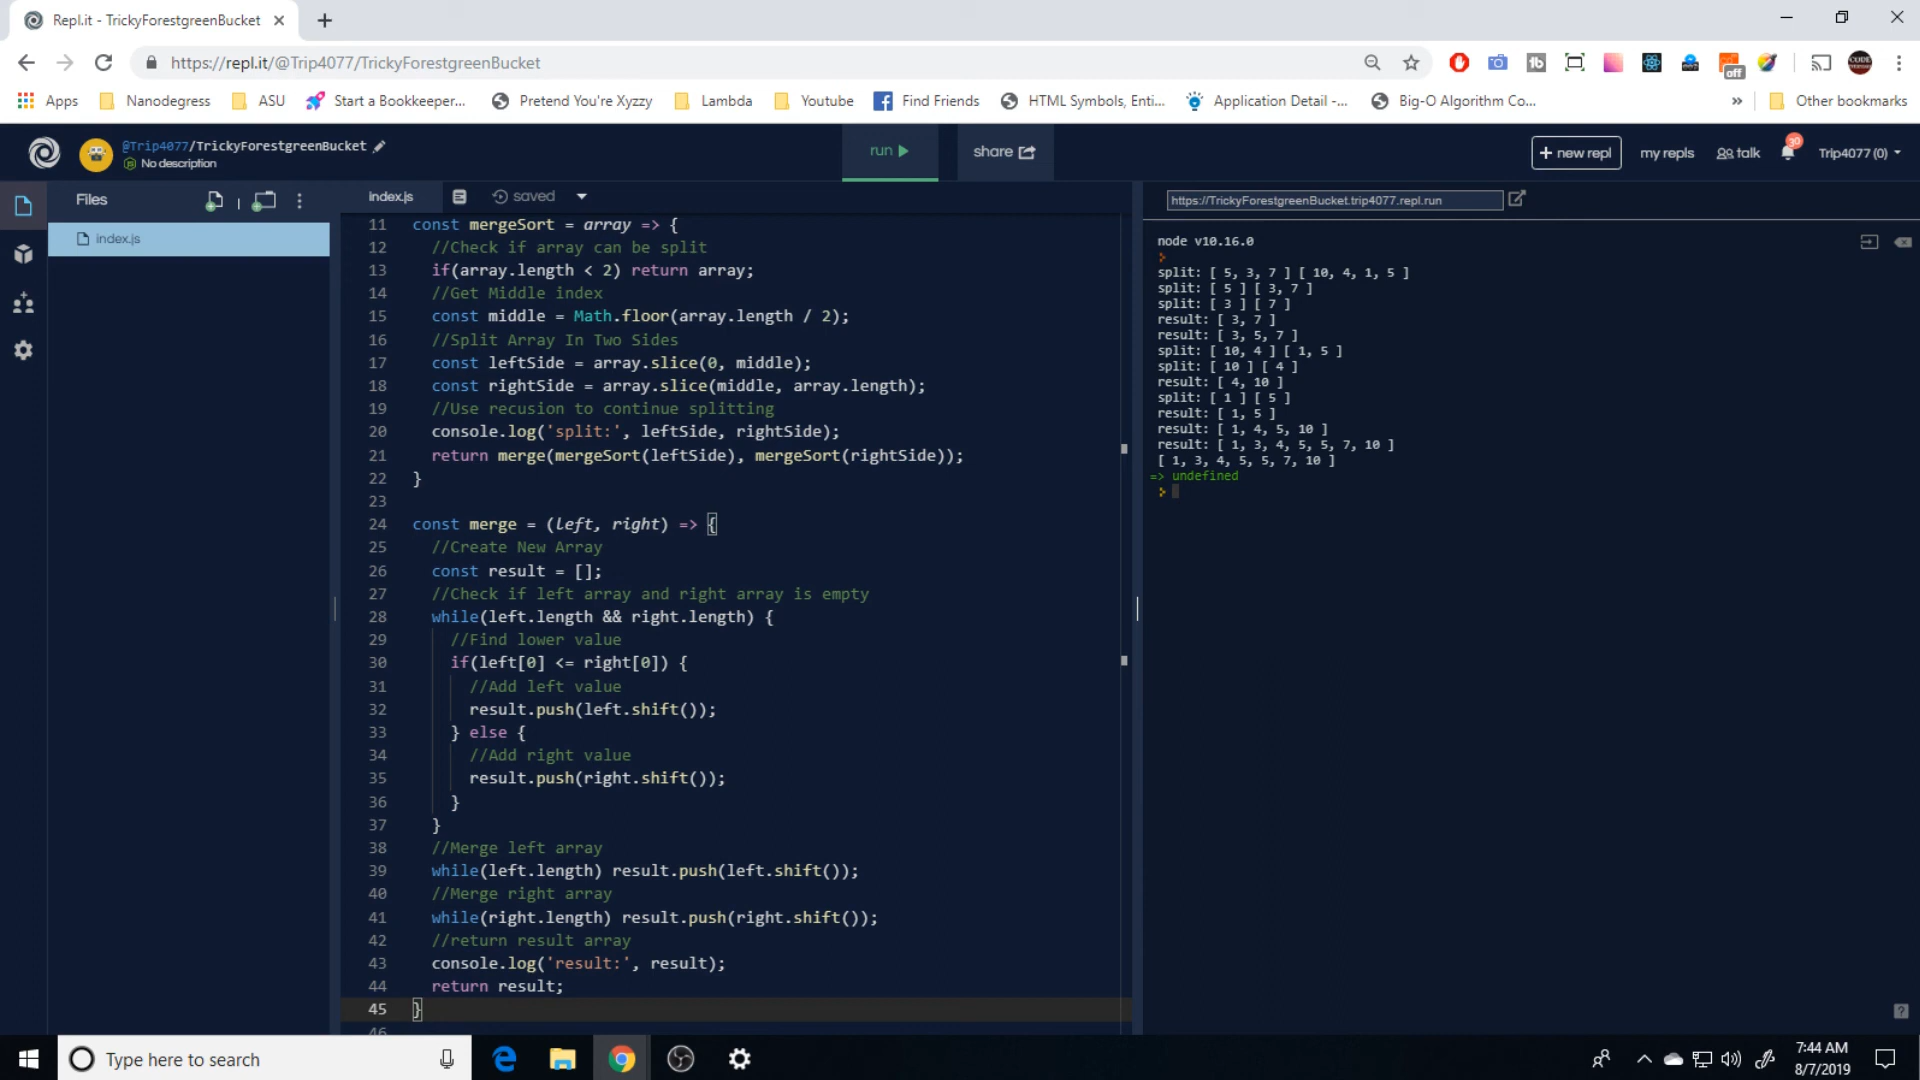 Repl.it - TrickyForestgreenBucket
https://repl.it/@Trip4077/TrickyForestgreenBucket
1b
off
CODE
Apps
Nanodegress
ASU
Start a Bookkeeper...
Pretend You're Xyzzy
Lambda
Youtube
Find Friends
HTML Symbols, Enti...
Application Detail -...
Big-O Algorithm Co...
»
Other bookmarks
@Trip4077/TrickyForestgreenBucket
No description
run
share
+ new repl
my repls
talk
30
Trip4077 (0)
Files
index.js
index.js
saved
https://TrickyForestgreenBucket.trip4077.repl.run
11 const mergeSort = array => {
12 //Check if array can be split
13 if(array.length < 2) return array;
14 //Get Middle index
15 const middle = Math.floor(array.length / 2);
16 //Split Array In Two Sides
17 const leftSide = array.slice(0, middle);
18 const rightSide = array.slice(middle, array.length);
19 //Use recusion to continue splitting
20 console.log('split:', leftSide, rightSide);
21 return merge(mergeSort(leftSide), mergeSort(rightSide));
22 }
23
24 const merge = (left, right) => {
25 //Create New Array
26 const result = [];
27 //Check if left array and right array is empty
28 while(left.length && right.length) {
29 //Find lower value
30 if(left[0] <= right[0]) {
31 //Add left value
32 result.push(left.shift());
33 } else {
34 //Add right value
35 result.push(right.shift());
36 }
37 }
38 //Merge left array
39 while(left.length) result.push(left.shift());
40 //Merge right array
41 while(right.length) result.push(right.shift());
42 //return result array
43 console.log('result:', result);
44 return result;
45 }
46
node v10.16.0
split: [ 5, 3, 7 ] [ 10, 4, 1, 5 ]
split: [ 5 ] [ 3, 7 ]
split: [ 3 ] [ 7 ]
result: [ 3, 7 ]
result: [ 3, 5, 7 ]
split: [ 10, 4 ] [ 1, 5 ]
split: [ 10 ] [ 4 ]
result: [ 4, 10 ]
split: [ 1 ] [ 5 ]
result: [ 1, 5 ]
result: [ 1, 4, 5, 10 ]
result: [ 1, 3, 4, 5, 5, 7, 10 ]
[ 1, 3, 4, 5, 5, 7, 10 ]
=> undefined
?
Type here to search
7:44 AM
8/7/2019